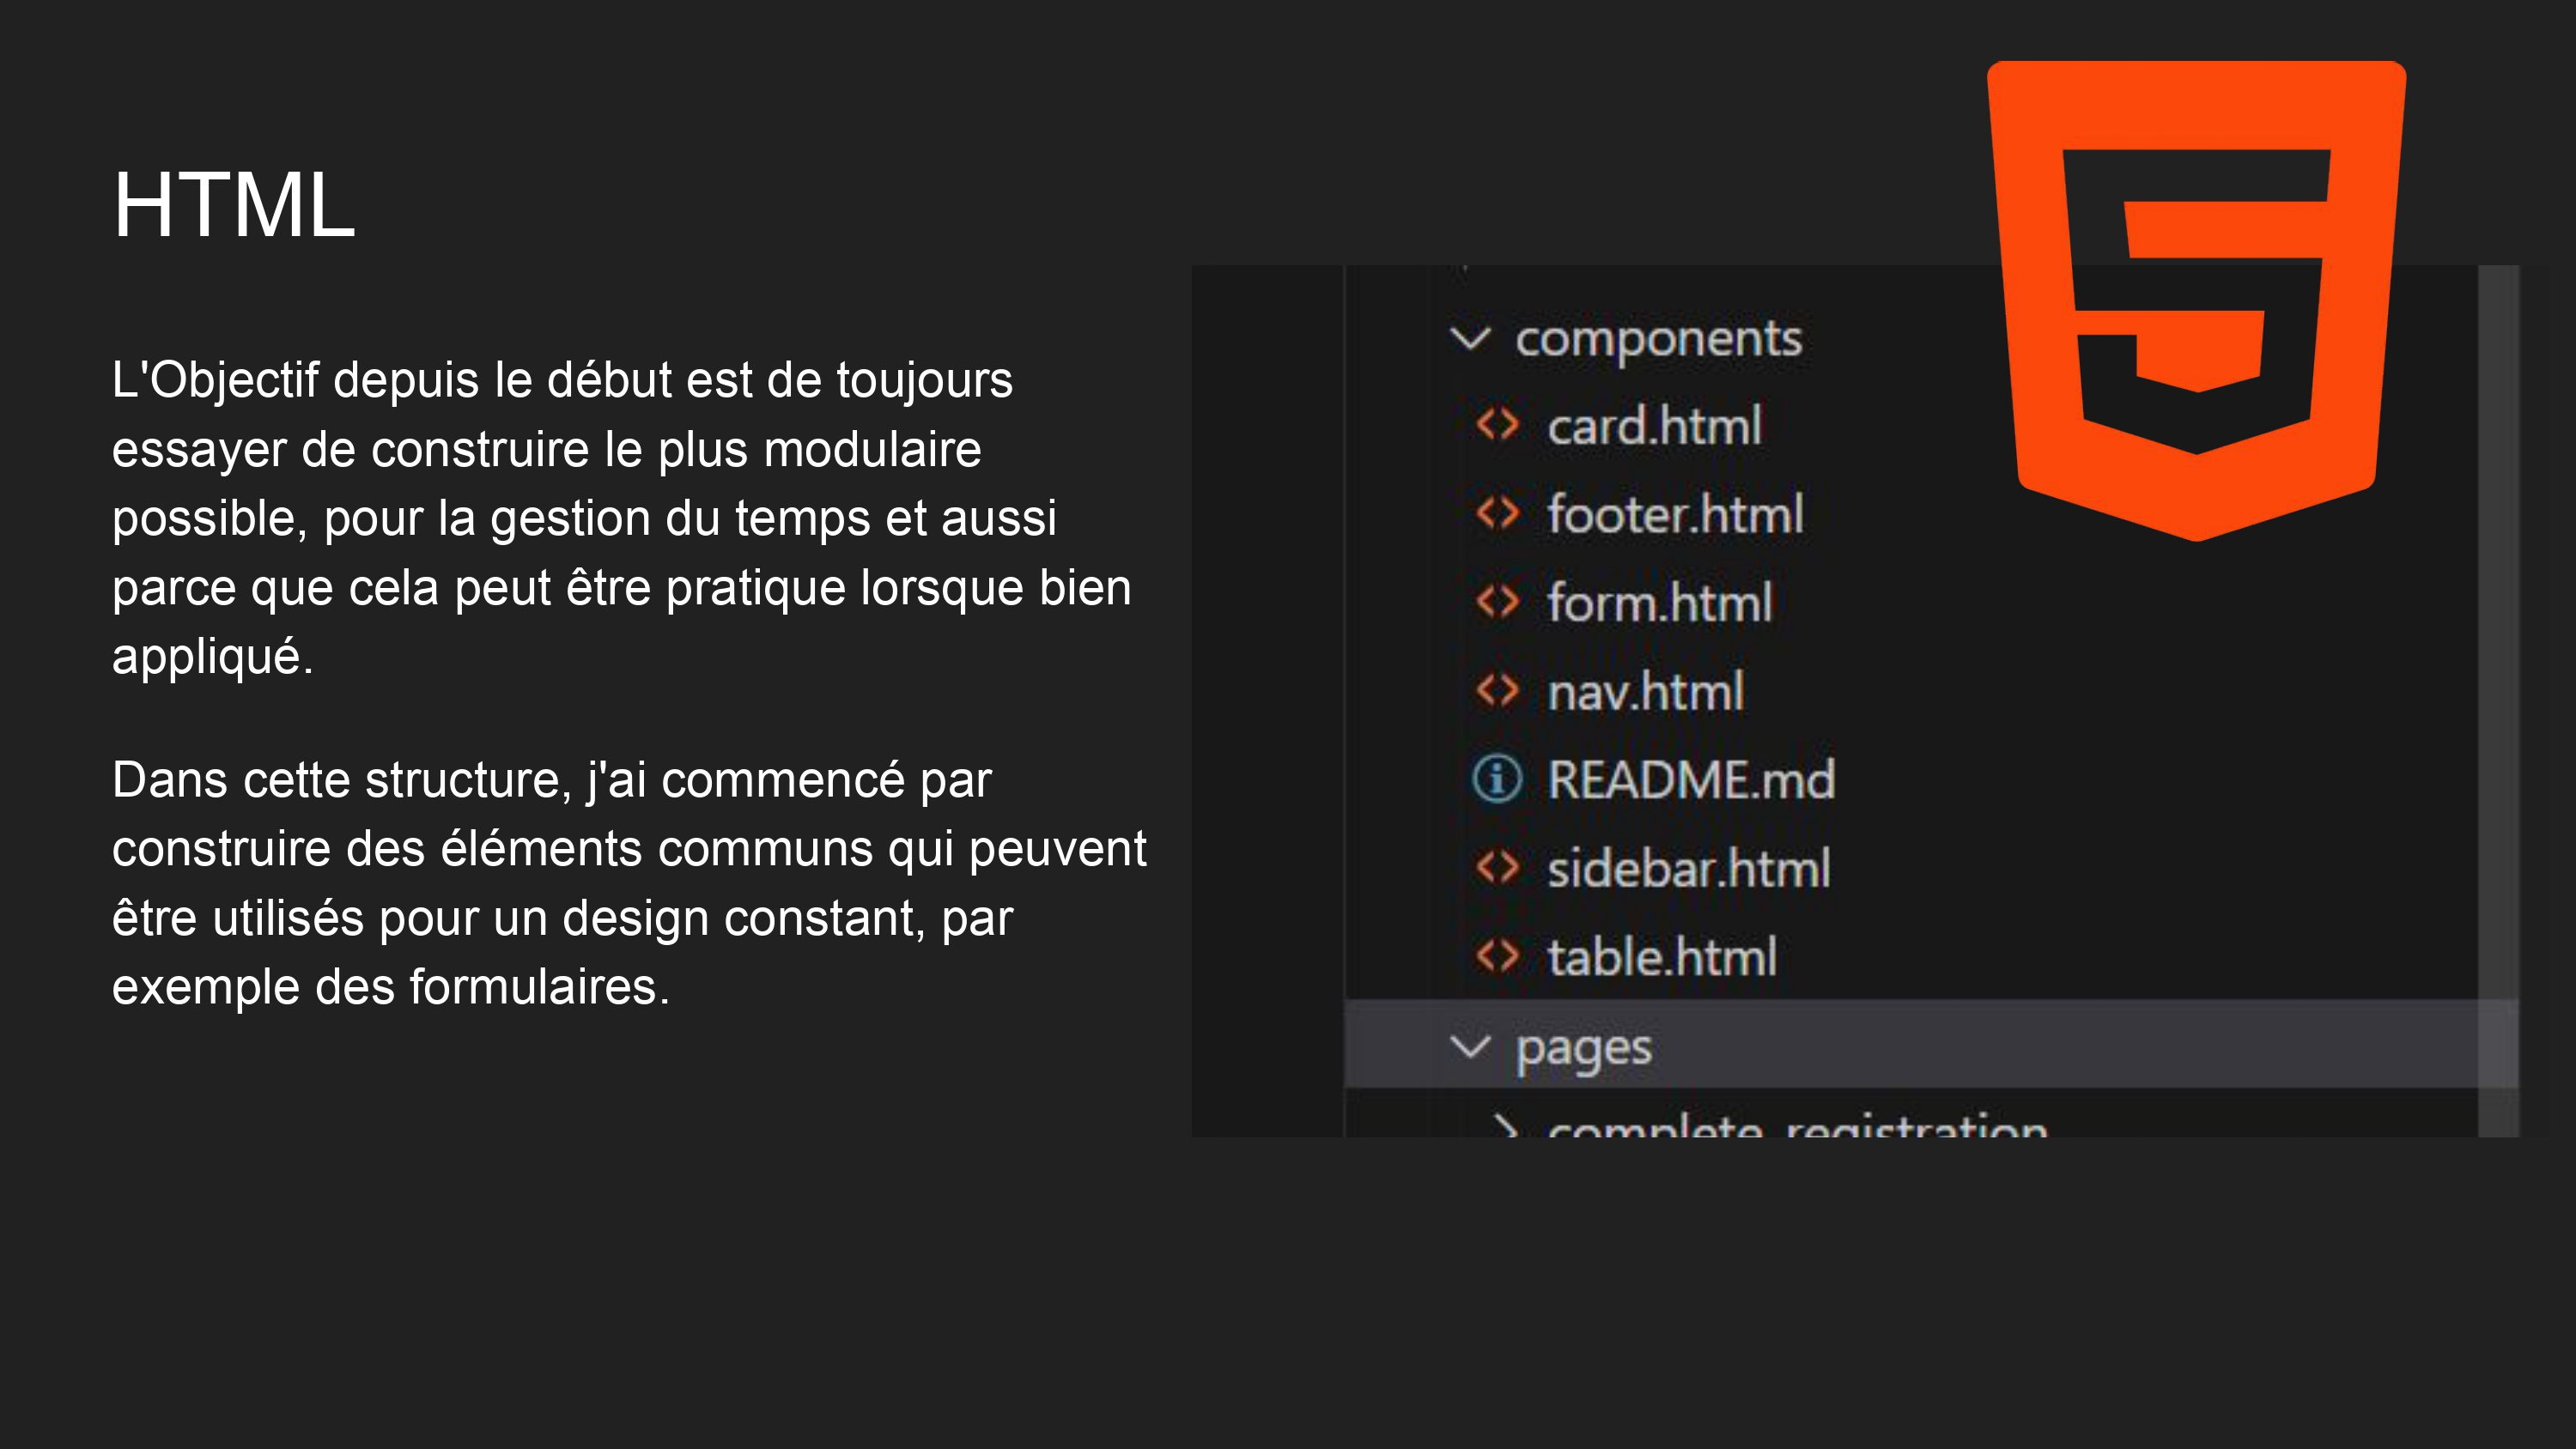 HTML
L'Objectif depuis le début est de toujours
essayer de construire le plus modulaire
possible, pour la gestion du temps et aussi
parce que cela peut être pratique lorsque bien
appliqué.
Dans cette structure, j'ai commencé par
construire des éléments communs qui peuvent
être utilisés pour un design constant, par
exemple des formulaires.
components
card.html
footer.html
form.html
nav.html
README.md
sidebar.html
table.html
pages
complete_registration